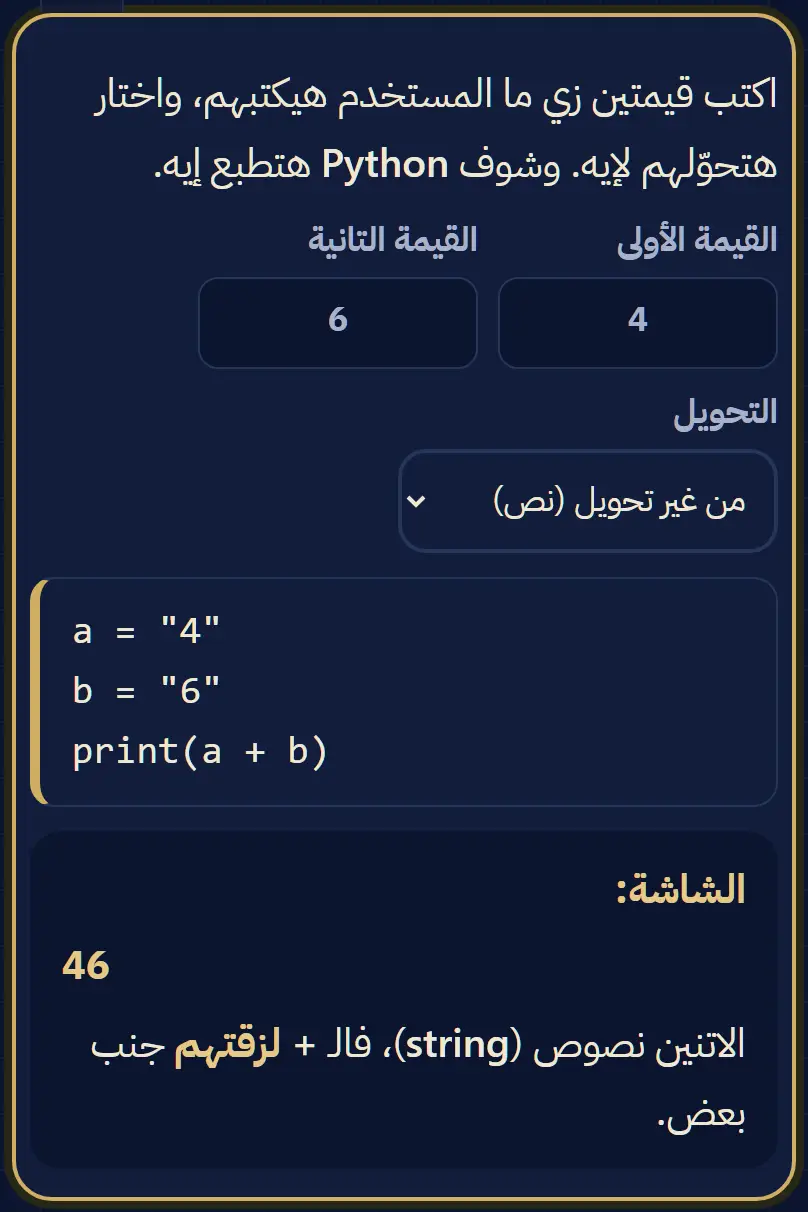 اكتب قيمتين زي ما المستخدم هيكتبهم، واختار
هتحوّلهم لإيه. وشوف Python هتطبع إيه.
القيمة الأولى
القيمة التانية
4
6
التحويل
من غير تحويل (نص)
a = "4"
b = "6"
print(a + b)
الشاشة:
46
الاتنين نصوص (string)، فالـ + لزقتهم جنب
بعض.